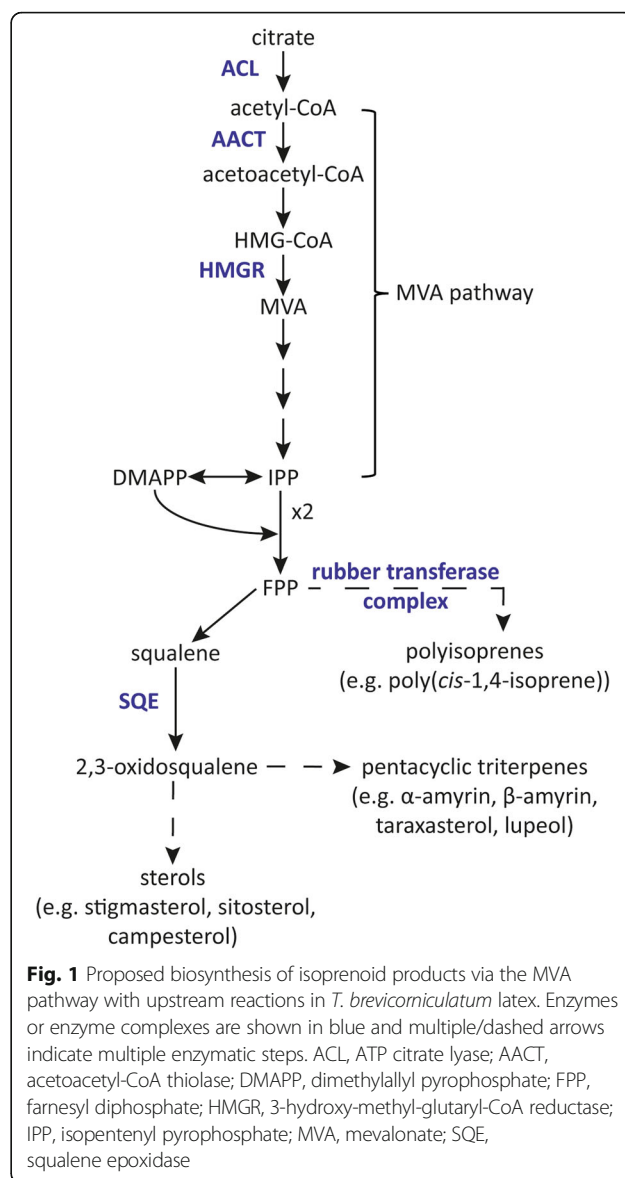 citrate
ACL
acetyl-CoA
AACT
acetoacetyl-CoA
HMG-CoA
HMGR
MVA pathway
MVA
DMAPP
IPP
x2
FPP
rubber transferase
complex
squalene
polyisoprenes
(e.g. poly(cis-1,4-isoprene))
SQE
2,3-oxidosqualene
pentacyclic triterpenes
(e.g. α-amyrin, β-amyrin,
taraxasterol, lupeol)
sterols
(e.g. stigmasterol, sitosterol,
campesterol)
Fig. 1 Proposed biosynthesis of isoprenoid products via the MVA
pathway with upstream reactions in T. brevicorniculatum latex. Enzymes
or enzyme complexes are shown in blue and multiple/dashed arrows
indicate multiple enzymatic steps. ACL, ATP citrate lyase; AACT,
acetoacetyl-CoA thiolase; DMAPP, dimethylallyl pyrophosphate; FPP,
farnesyl diphosphate; HMGR, 3-hydroxy-methyl-glutaryl-CoA reductase;
IPP, isopentenyl pyrophosphate; MVA, mevalonate; SQE,
squalene epoxidase